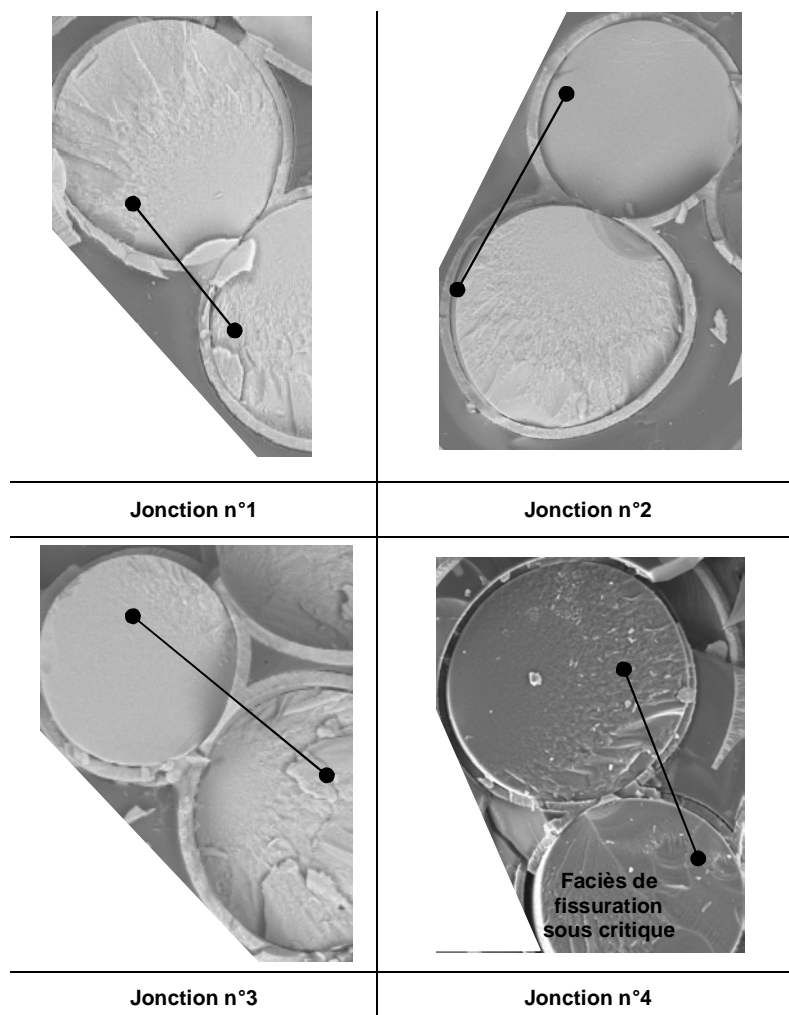 Jonction n°1
Jonction n°2
Jonction n°3
Faciès de
fissuration
sous critique
Jonction n°4